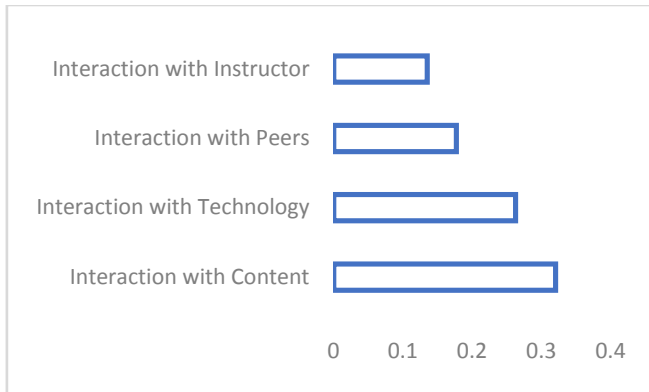 Interaction with Instructor
Interaction with Peers
Interaction with Technology
Interaction with Content
0 0.1 0.2 0.3 0.4